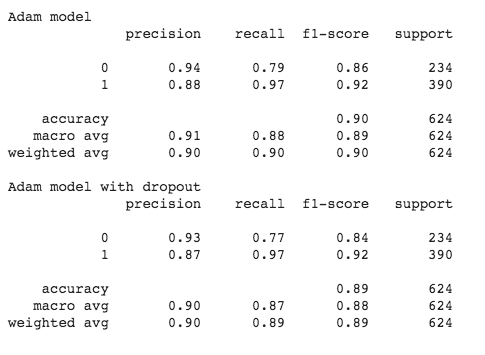 Adam model
precision recall f1-score support
0 0.94 0.79 0.86 234
1 0.88 0.97 0.92 390
accuracy 0.90 624
macro avg 0.91 0.88 0.89 624
weighted avg 0.90 0.90 0.90 624
Adam model with dropout
precision recall f1-score support
0 0.93 0.77 0.84 234
1 0.87 0.97 0.92 390
accuracy 0.89 624
macro avg 0.90 0.87 0.88 624
weighted avg 0.90 0.89 0.89 624